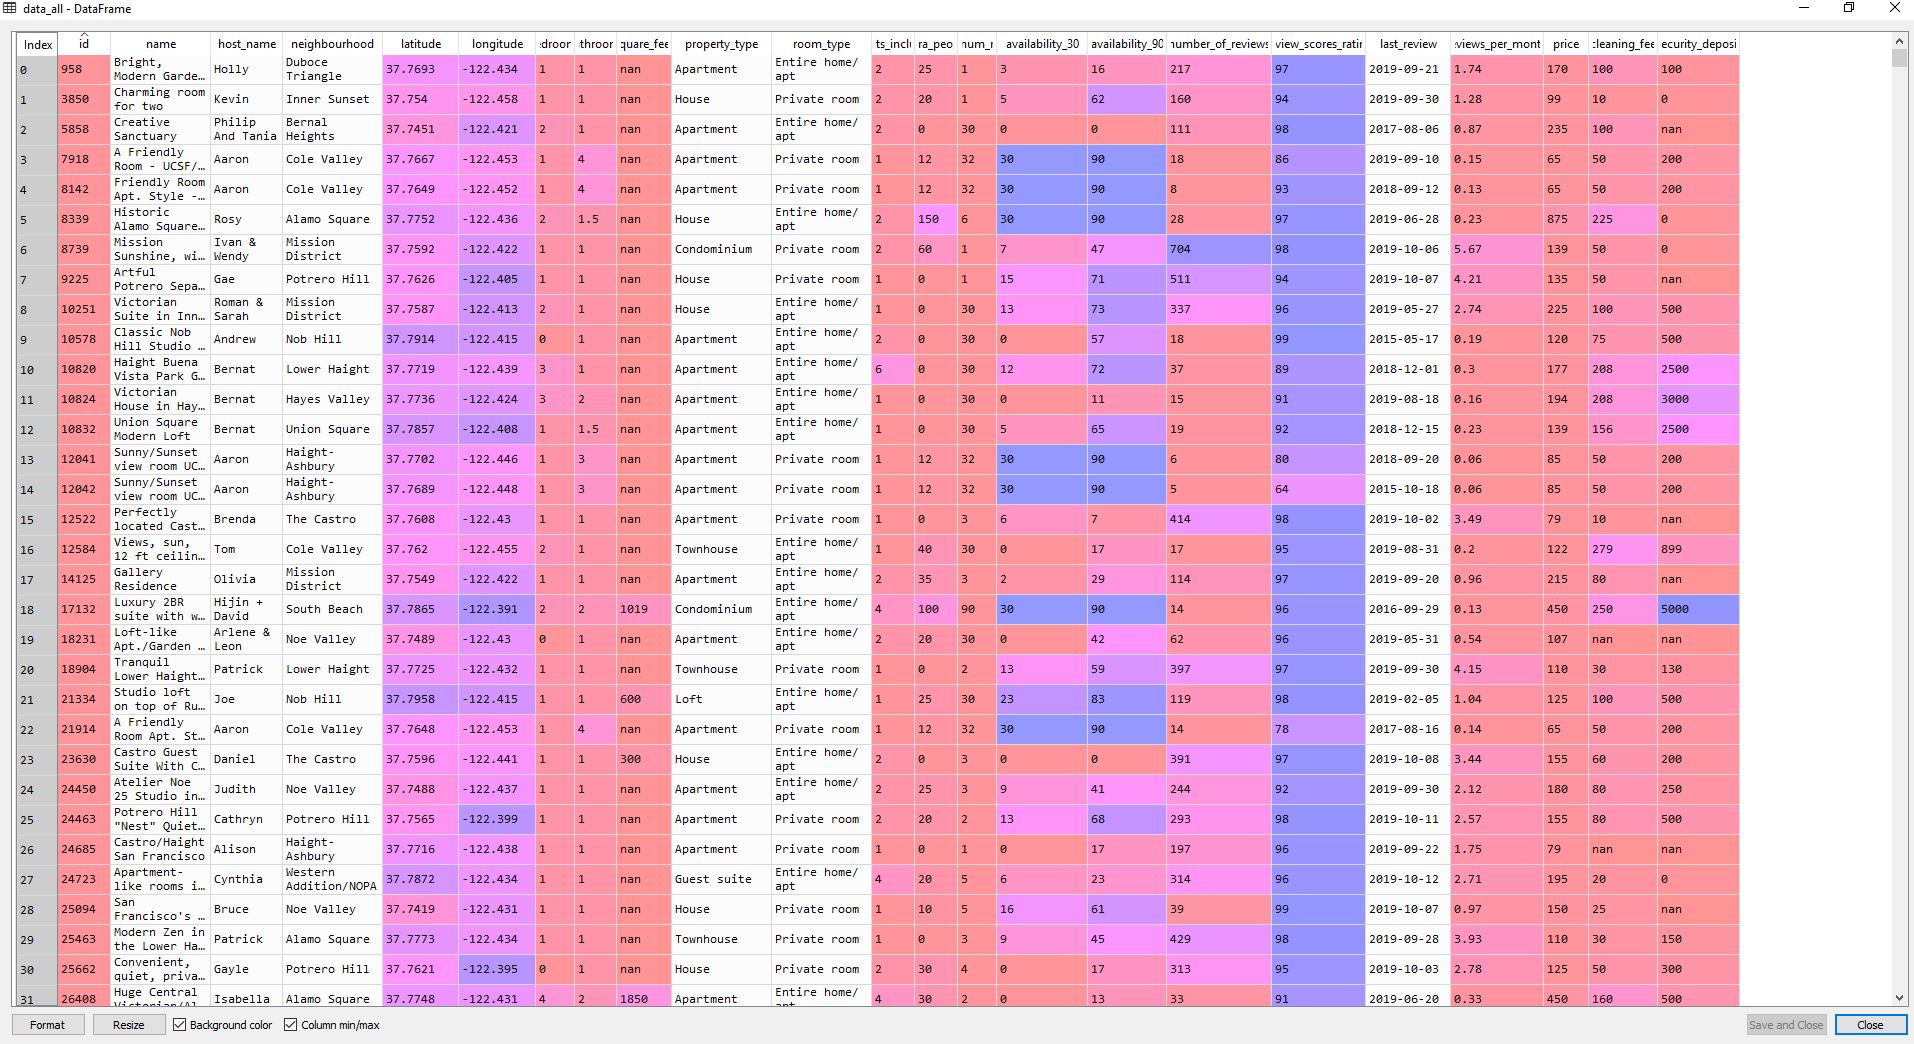 data_all - DataFrame
Index id name host_name neighbourhood latitude longitude edroon throor quare_fee property_type room_type ts_inclu ra_peo num_r availability_30 availability_90 number_of_reviews view_scores_ratir last_review views_per_mont price cleaning_fe ecurity_deposi
0 958 Bright, Modern Garde… Holly Duboce Triangle 37.7693 -122.434 1 1 nan Apartment Entire home/apt 2 25 1 3 16 217 97 2019-09-21 1.74 170 100 100
1 3850 Charming room for two Kevin Inner Sunset 37.754 -122.458 1 1 nan House Private room 2 20 1 5 62 160 94 2019-09-30 1.28 99 10 0
2 5858 Creative Sanctuary Philip And Tania Bernal Heights 37.7451 -122.421 2 1 nan Apartment Entire home/apt 2 0 30 0 0 111 98 2017-08-06 0.87 235 100 nan
3 7918 A Friendly Room - UCSF/… Aaron Cole Valley 37.7667 -122.453 1 4 nan Apartment Private room 1 12 32 30 90 18 86 2019-09-10 0.15 65 50 200
4 8142 Friendly Room Apt. Style -… Aaron Cole Valley 37.7649 -122.452 1 4 nan Apartment Private room 1 12 32 30 90 8 93 2018-09-12 0.13 65 50 200
5 8339 Historic Alamo Square… Rosy Alamo Square 37.7752 -122.436 2 1.5 nan House Entire home/apt 2 150 6 30 90 28 97 2019-06-28 0.23 875 225 0
6 8739 Mission Sunshine, wi… Ivan & Wendy Mission District 37.7592 -122.422 1 1 nan Condominium Private room 2 60 1 7 47 704 98 2019-10-06 5.67 139 50 0
7 9225 Artful Potrero Sepa… Gae Potrero Hill 37.7626 -122.405 1 1 nan House Private room 1 0 1 15 71 511 94 2019-10-07 4.21 135 50 nan
8 10251 Victorian Suite in Inn… Roman & Sarah Mission District 37.7587 -122.413 2 1 nan House Entire home/apt 1 0 30 13 73 337 96 2019-05-27 2.74 225 100 500
9 10578 Classic Nob Hill Studio … Andrew Nob Hill 37.7914 -122.415 0 1 nan Apartment Entire home/apt 2 0 30 0 57 18 99 2015-05-17 0.19 120 75 500
10 10820 Haight Buena Vista Park G… Bernat Lower Haight 37.7719 -122.439 3 1 nan Apartment Entire home/apt 6 0 30 12 72 37 89 2018-12-01 0.3 177 208 2500
11 10824 Victorian House in Hay… Bernat Hayes Valley 37.7736 -122.424 3 2 nan Apartment Entire home/apt 1 0 30 0 11 15 91 2019-08-18 0.16 194 208 3000
12 10832 Union Square Modern Loft Bernat Union Square 37.7857 -122.408 1 1.5 nan Apartment Entire home/apt 2 0 30 5 65 19 92 2018-12-15 0.23 139 156 2500
13 12041 Sunny/Sunset view room UC… Aaron Haight-Ashbury 37.7702 -122.446 1 3 nan Apartment Private room 1 12 32 30 90 6 80 2018-09-20 0.06 85 50 200
14 12042 Sunny/Sunset view room UC… Aaron Haight-Ashbury 37.7689 -122.448 1 3 nan Apartment Private room 1 12 32 30 90 5 64 2015-10-18 0.06 85 50 200
15 12522 Perfectly located Cast… Brenda The Castro 37.7608 -122.43 1 1 nan Apartment Private room 1 0 3 6 7 414 98 2019-10-02 3.49 79 10 nan
16 12584 Views, sun, 12 ft ceilin… Tom Cole Valley 37.762 -122.455 2 1 nan Townhouse Entire home/apt 1 40 30 0 17 17 95 2019-08-31 0.2 122 279 899
17 14125 Gallery Residence Olivia Mission District 37.7549 -122.422 1 1 nan Apartment Entire home/apt 2 35 3 2 29 114 97 2019-09-20 0.96 215 80 nan
18 17132 Luxury 2BR suite with w… Hijin + David South Beach 37.7865 -122.391 2 2 1019 Condominium Entire home/apt 4 100 90 30 90 14 96 2016-09-29 0.13 450 250 5000
19 18231 Loft-like Apt./Garden … Arlene & Leon Noe Valley 37.7489 -122.43 0 1 nan Apartment Entire home/apt 2 20 30 0 42 62 96 2019-05-31 0.54 107 nan nan
20 18904 Tranquil Lower Haight… Patrick Lower Haight 37.7725 -122.432 1 1 nan Townhouse Private room 1 0 2 13 59 397 97 2019-09-30 4.15 110 30 130
21 21334 Studio loft on top of Ru… Joe Nob Hill 37.7958 -122.415 1 1 600 Loft Entire home/apt 1 25 30 23 83 119 98 2019-02-05 1.04 125 100 500
22 21914 A Friendly Room Apt. St… Aaron Cole Valley 37.7648 -122.453 1 4 nan Apartment Private room 1 12 32 30 90 14 78 2017-08-16 0.14 65 50 200
23 23630 Castro Guest Suite With C… Daniel The Castro 37.7596 -122.441 1 1 300 House Entire home/apt 2 0 3 0 0 391 97 2019-10-08 3.44 155 60 200
24 24450 Atelier Noe 25 Studio in… Judith Noe Valley 37.7488 -122.437 1 1 nan Apartment Entire home/apt 2 25 3 9 41 244 92 2019-09-30 2.12 180 80 250
25 24463 Potrero Hill "Nest" Quiet… Cathryn Potrero Hill 37.7565 -122.399 1 1 nan Apartment Private room 2 20 2 13 68 293 98 2019-10-11 2.57 155 80 500
26 24685 Castro/Haight San Francisco Alison Haight-Ashbury 37.7716 -122.438 1 1 nan Apartment Private room 1 0 1 0 17 197 96 2019-09-22 1.75 79 nan nan
27 24723 Apartment-like rooms i… Cynthia Western Addition/NOPA 37.7872 -122.434 1 1 nan Guest suite Entire home/apt 4 20 5 6 23 314 96 2019-10-12 2.71 195 20 0
28 25094 San Francisco's … Bruce Noe Valley 37.7419 -122.431 1 1 nan House Private room 1 10 5 16 61 39 99 2019-10-07 0.97 150 25 nan
29 25463 Modern Zen in the Lower Ha… Patrick Alamo Square 37.7773 -122.434 1 1 nan Townhouse Private room 1 0 3 9 45 429 98 2019-09-28 3.93 110 30 150
30 25662 Convenient, quiet, priva… Gayle Potrero Hill 37.7621 -122.395 0 1 nan House Private room 2 30 4 0 17 313 95 2019-10-03 2.78 125 50 300
31 26408 Huge Central Isabella Alamo Square 37.7748 -122.431 4 2 1850 Apartment Entire home/apt 4 30 2 0 13 33 91 2019-06-20 0.33 450 160 500
Format Resize Background color Column min/max Save and Close Close